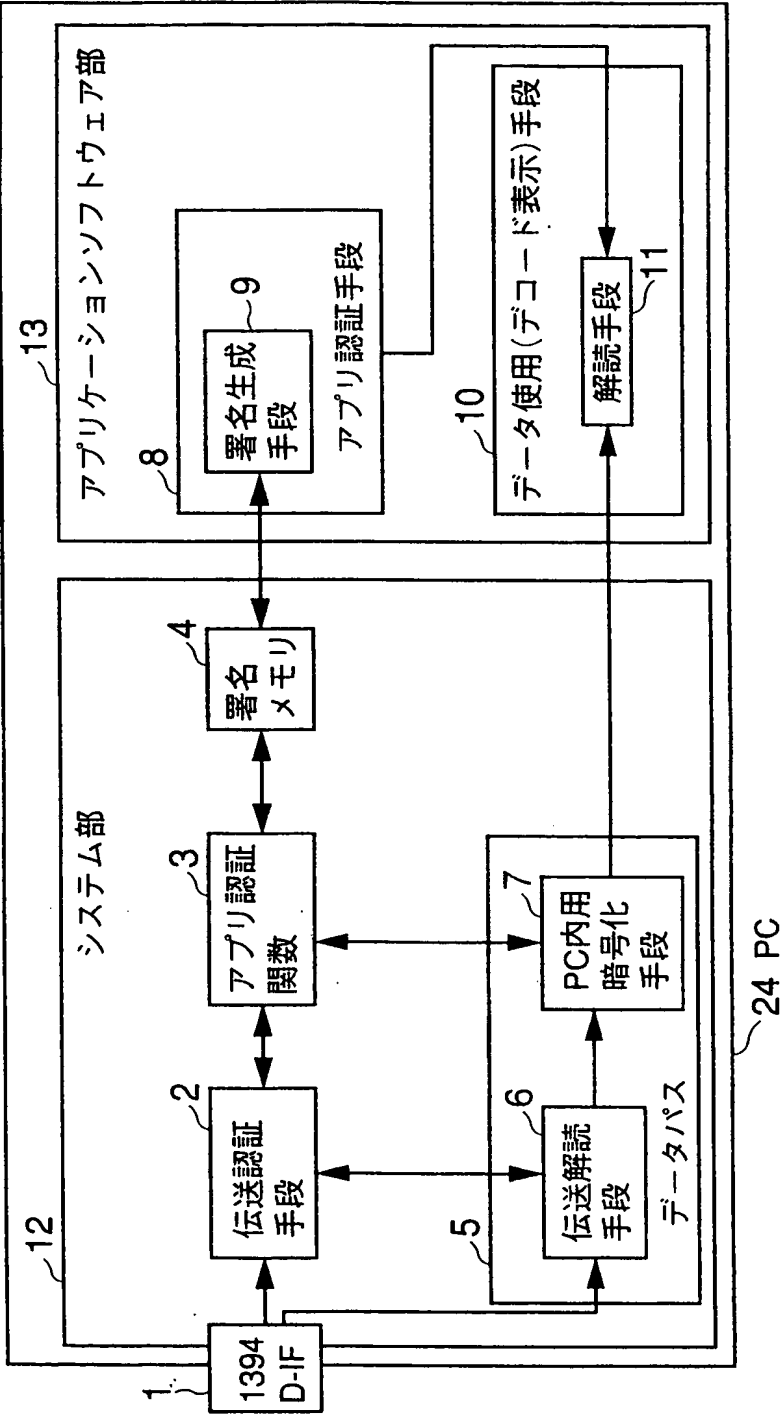 24 PC
12
システム部
1
1394
D-IF
2
伝送認証
手段
3
アプリ認証
関数
4
署名
メモリ
5
データパス
6
伝送解読
手段
7
PC内用
暗号化
手段
13
アプリケーションソフトウェア部
8
アプリ認証手段
9
署名生成
手段
10
データ使用(デコード表示)手段
11
解読手段